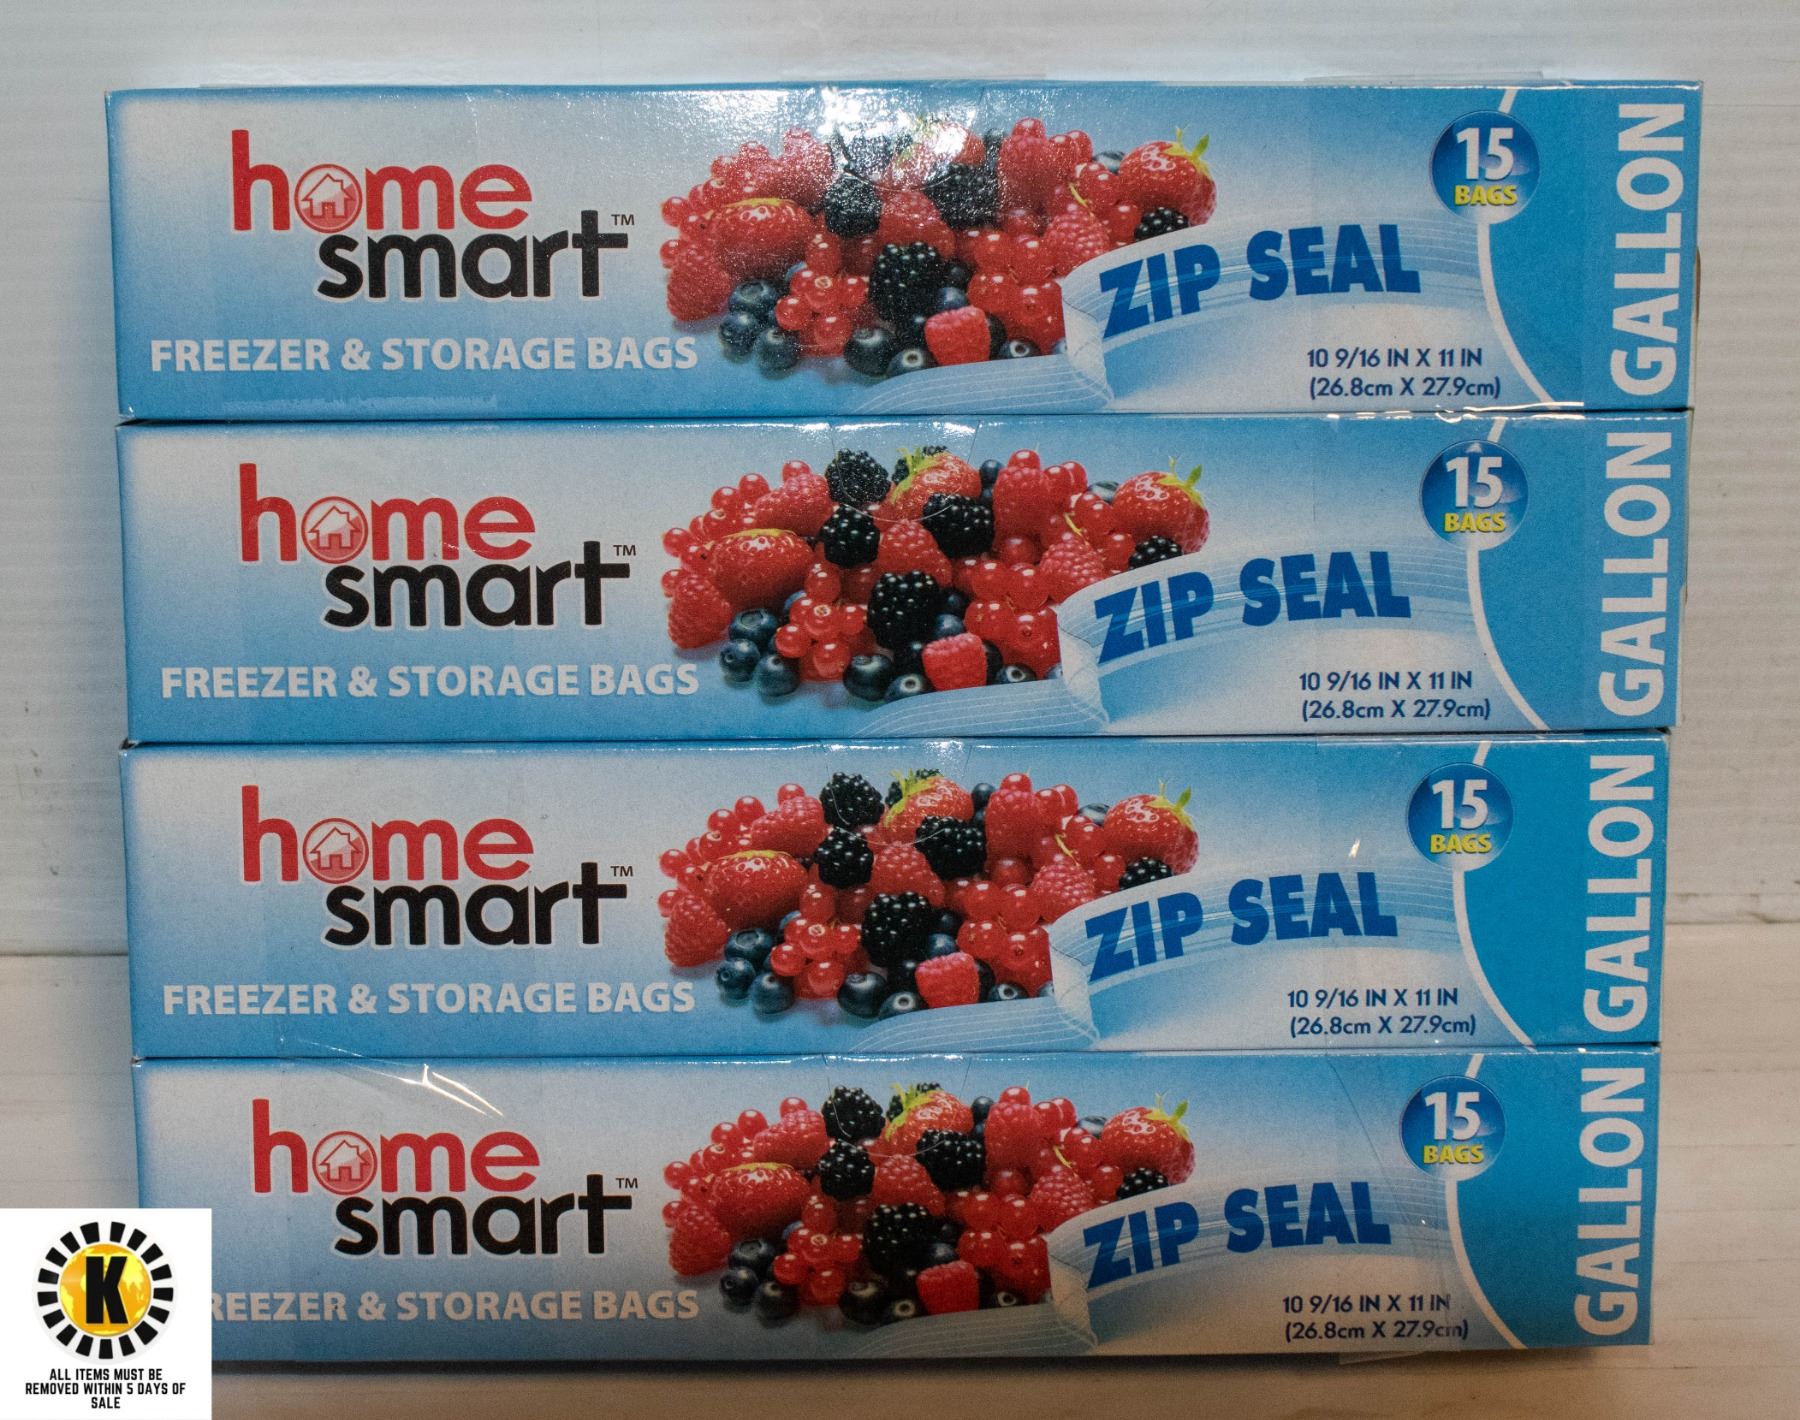 home
smart™
FREEZER & STORAGE BAGS
ZIP SEAL
15
BAGS
10 9/16 IN X 11 IN
(26.8cm X 27.9cm)
GALLON
home
smart™
FREEZER & STORAGE BAGS
ZIP SEAL
15
BAGS
10 9/16 IN X 11 IN
(26.8cm X 27.9cm)
GALLON
home
smart™
FREEZER & STORAGE BAGS
ZIP SEAL
15
BAGS
10 9/16 IN X 11 IN
(26.8cm X 27.9cm)
GALLON
home
smart™
REEZER & STORAGE BAGS
ZIP SEAL
15
BAGS
10 9/16 IN X 11 IN
(26.8cm X 27.9cm)
GALLON
K
ALL ITEMS MUST BE
REMOVED WITHIN 5 DAYS OF
SALE